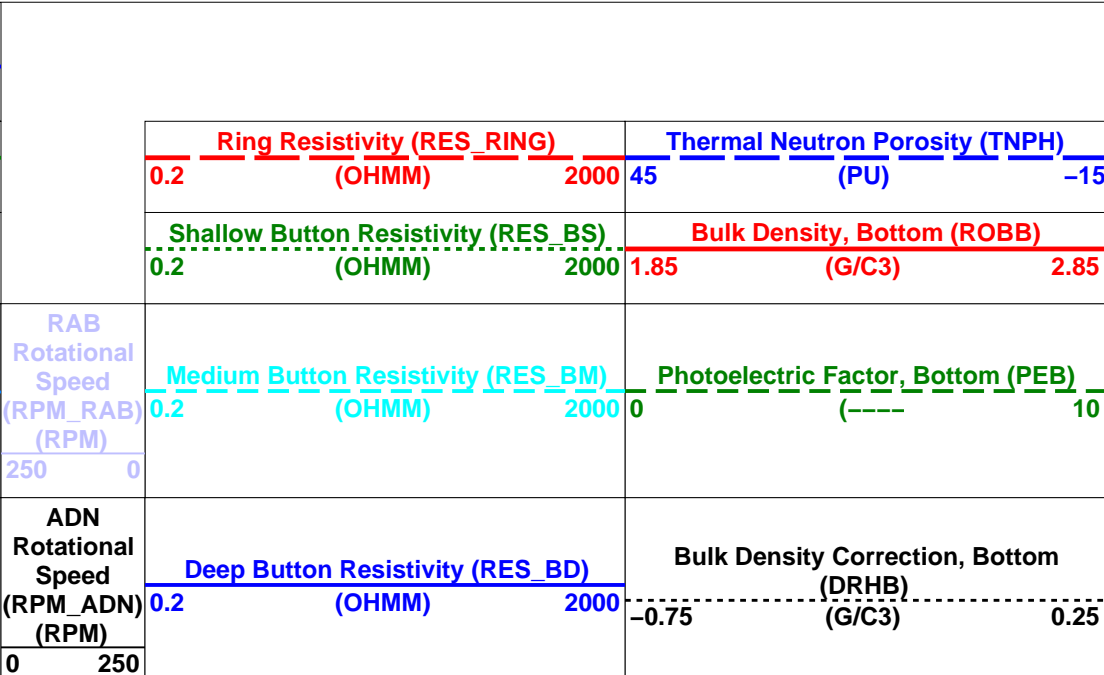 Ring Resistivity (RES_RING)
0.2 (OHMM) 2000
Thermal Neutron Porosity (TNPH)
45 (PU) −15
Shallow Button Resistivity (RES_BS)
0.2 (OHMM) 2000
Bulk Density, Bottom (ROBB)
1.85 (G/C3) 2.85
RAB
Rotational
Speed
(RPM_RAB)
(RPM)
250 0
Medium Button Resistivity (RES_BM)
0.2 (OHMM) 2000
Photoelectric Factor, Bottom (PEB)
0 (−−−− 10
ADN
Rotational
Speed
(RPM_ADN)
(RPM)
0 250
Deep Button Resistivity (RES_BD)
0.2 (OHMM) 2000
Bulk Density Correction, Bottom
(DRHB)
−0.75 (G/C3) 0.25